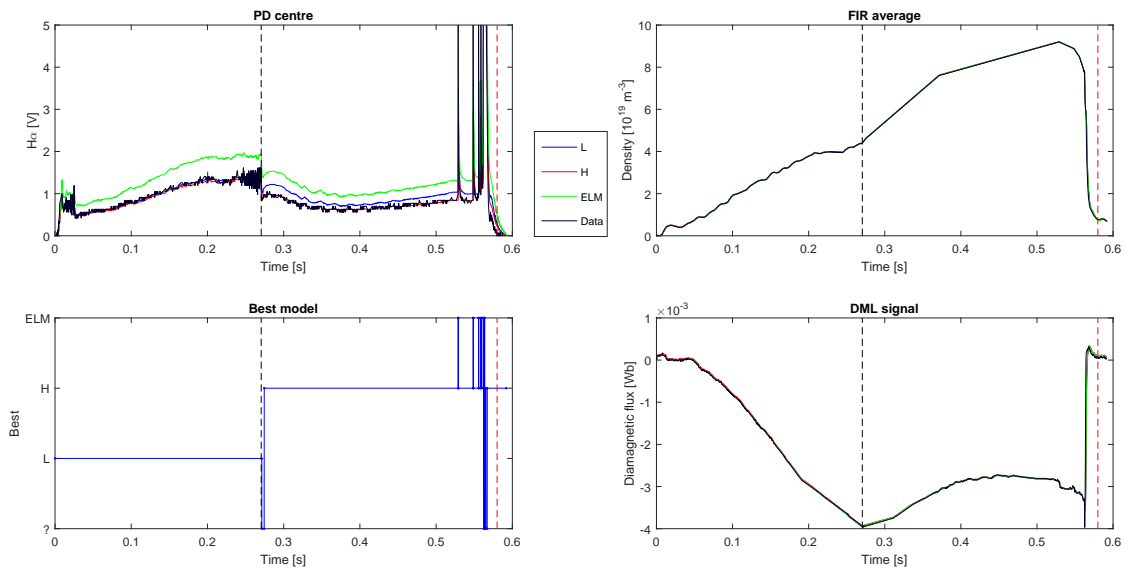 PD centre
5
4
3
2
1
0
Hα [V]
0
0.1
0.2
0.3
0.4
0.5
0.6
Time [s]
L
H
ELM
Data
FIR average
10
8
6
4
2
0
Density [10^19 m^-3]
0
0.1
0.2
0.3
0.4
0.5
0.6
Time [s]
Best model
ELM
H
L
?
Best
0
0.1
0.2
0.3
0.4
0.5
0.6
Time [s]
DML signal
×10^-3
1
0
-1
-2
-3
-4
Diamagnetic flux [Wb]
0
0.1
0.2
0.3
0.4
0.5
0.6
Time [s]